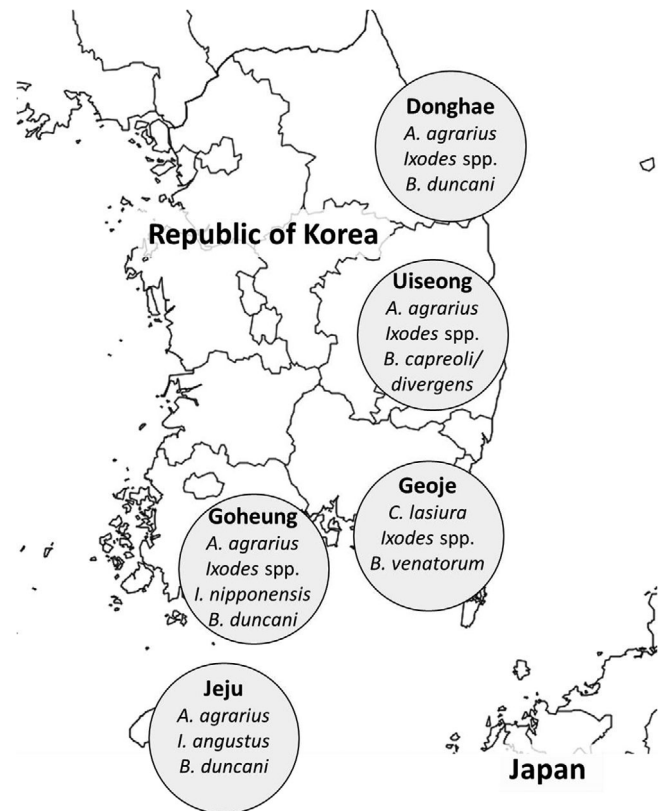 Donghae
A. agrarius
Ixodes spp.
B. duncani
Republic of Korea
Uiseong
A. agrarius
Ixodes spp.
B. capreoli/
divergens
Geoje
C. lasiura
Ixodes spp.
B. venatorum
Goheung
A. agrarius
Ixodes spp.
I. nipponensis
B. duncani
Jeju
A. agrarius
I. angustus
B. duncani
Japan